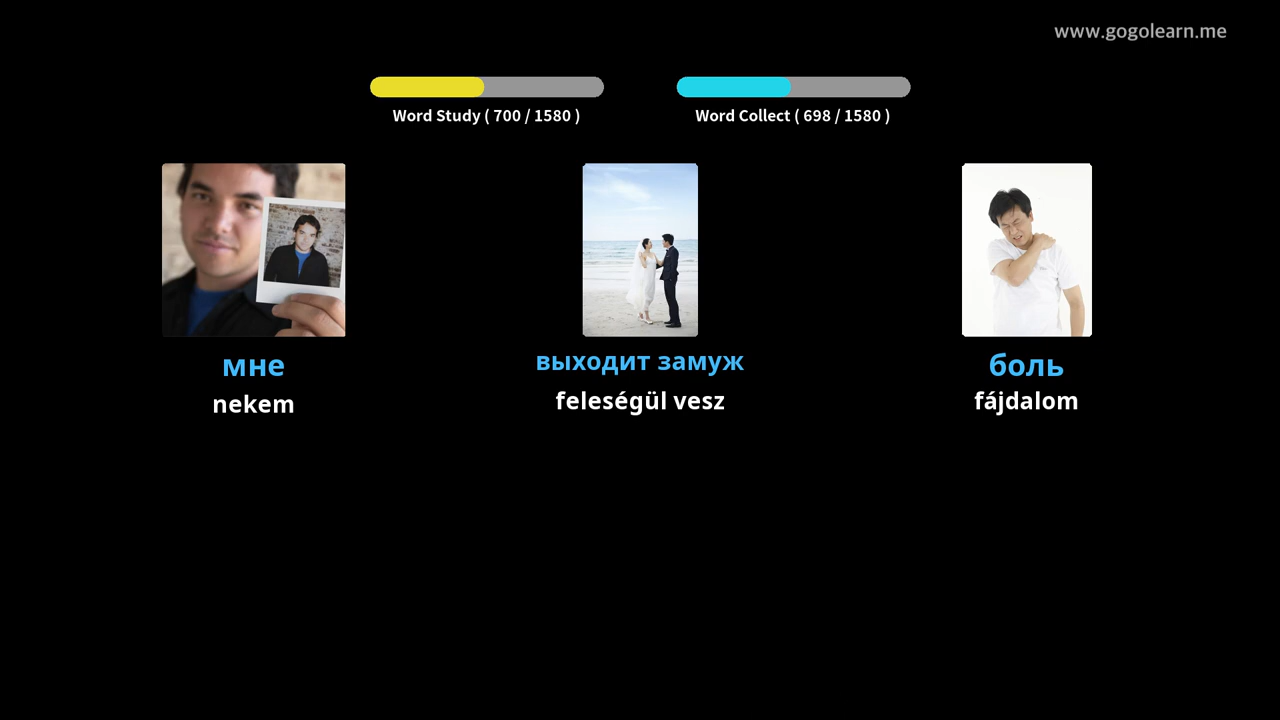 www.gogolearn.me
Word Study ( 700 / 1580 )
Word Collect ( 698 / 1580 )
мне
nekem
выходит замуж
feleségül vesz
боль
fájdalom